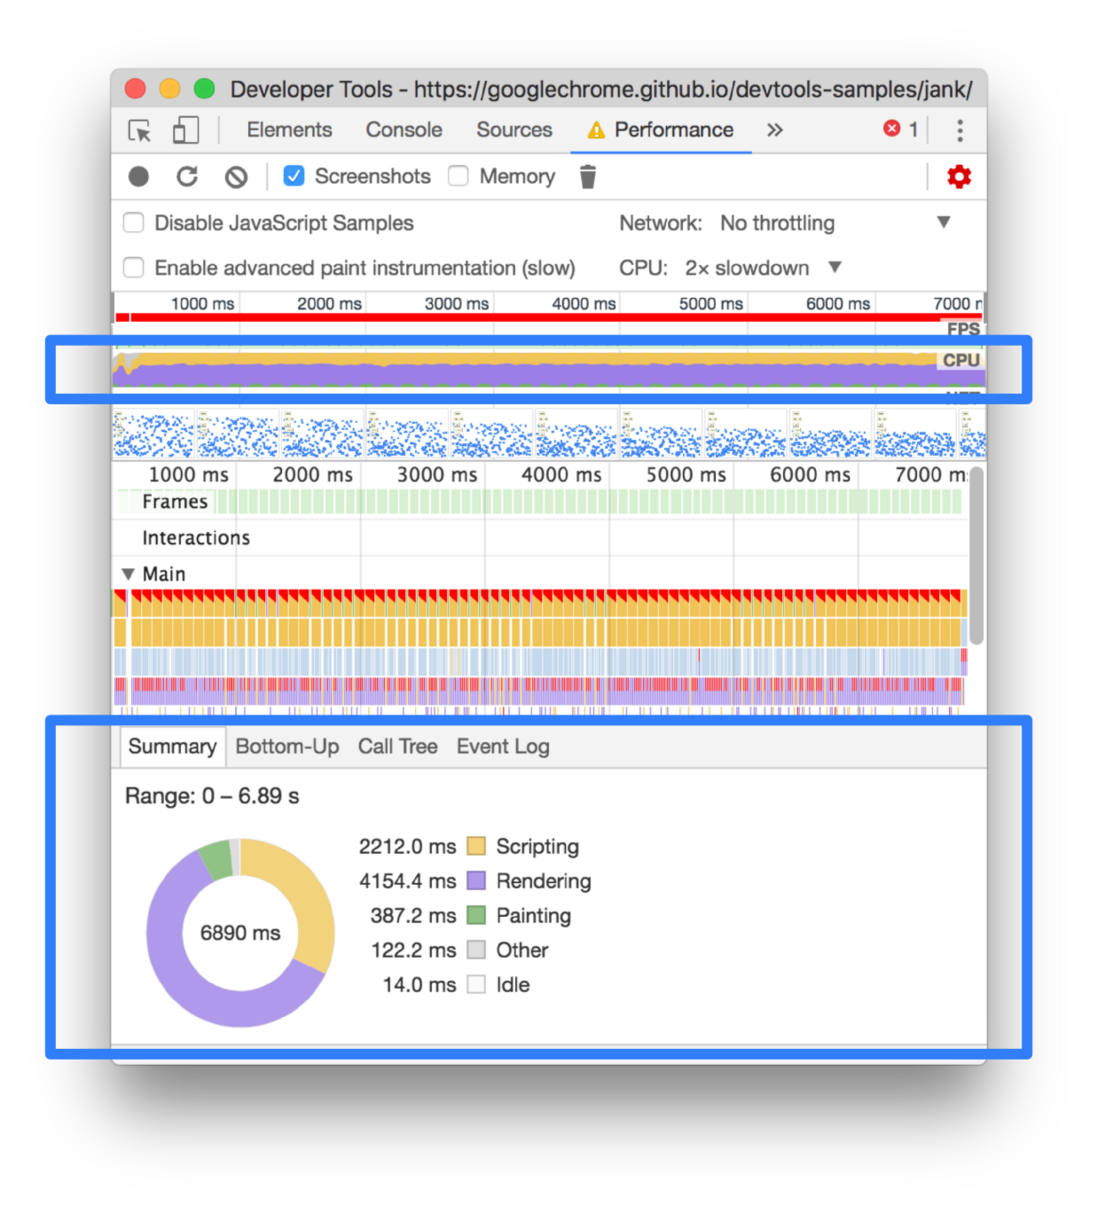 Developer Tools - https://googlechrome.github.io/devtools-samples/jank/
Elements Console Sources Performance » 1
Screenshots Memory
Disable JavaScript Samples Network: No throttling
Enable advanced paint instrumentation (slow) CPU: 2× slowdown
1000 ms 2000 ms 3000 ms 4000 ms 5000 ms 6000 ms 7000
FPS
CPU
1000 ms 2000 ms 3000 ms 4000 ms 5000 ms 6000 ms 7000 m
Frames
Interactions
Main
Summary Bottom-Up Call Tree Event Log
Range: 0 – 6.89 s
2212.0 ms Scripting
4154.4 ms Rendering
387.2 ms Painting
6890 ms
122.2 ms Other
14.0 ms Idle